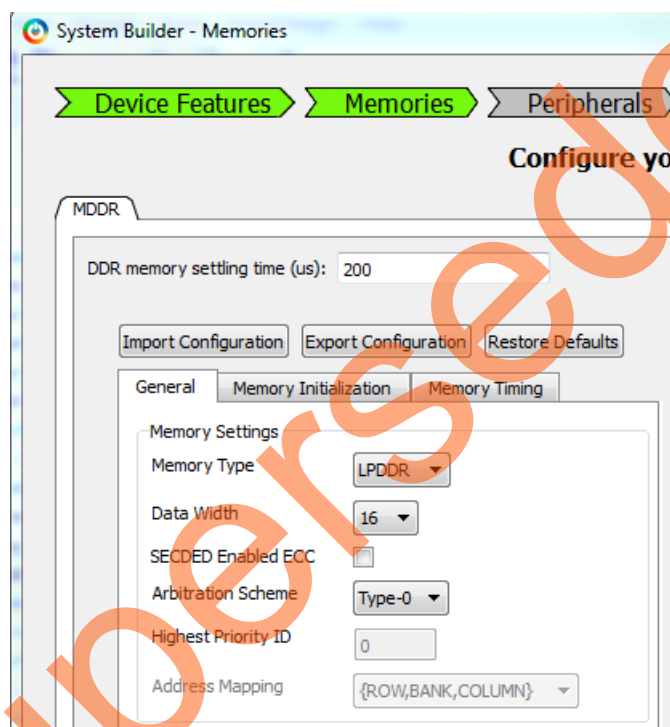 System Builder - Memories
Device Features Memories Peripherals
Configure yo
MDDR
DDR memory settling time (us): 200
Import Configuration Export Configuration Restore Defaults
General Memory Initialization Memory Timing
Memory Settings
Memory Type LPDDR
Data Width 16
SECDED Enabled ECC
Arbitration Scheme Type-0
Highest Priority ID 0
Address Mapping {ROW,BANK,COLUMN}
persed